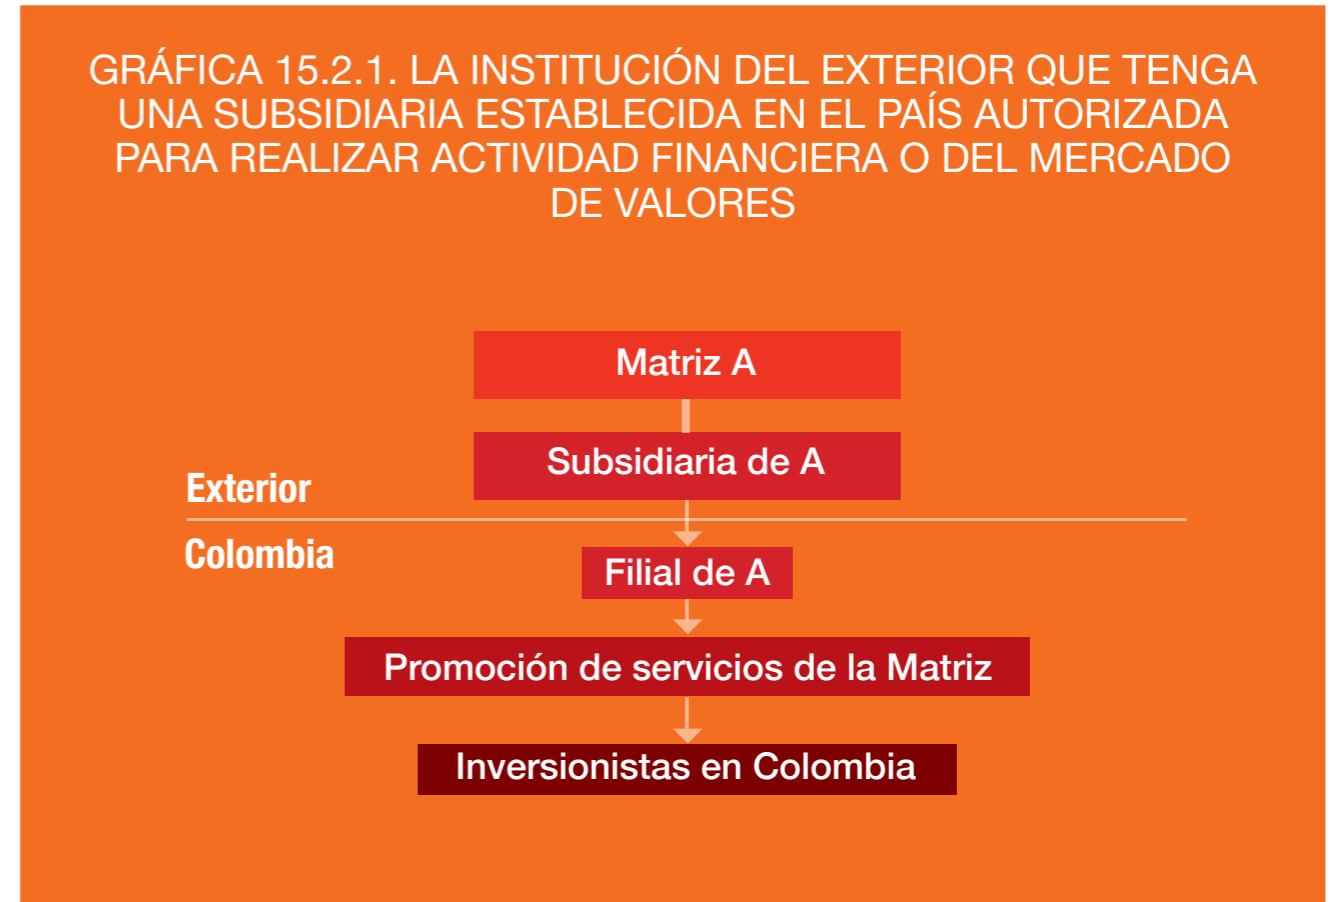 GRÁFICA 15.2.1. LA INSTITUCIÓN DEL EXTERIOR QUE TENGA
UNA SUBSIDIARIA ESTABLECIDA EN EL PAÍS AUTORIZADA
PARA REALIZAR ACTIVIDAD FINANCIERA O DEL MERCADO
DE VALORES
Matriz A
Subsidiaria de A
Exterior
Colombia
Filial de A
Promoción de servicios de la Matriz
Inversionistas en Colombia